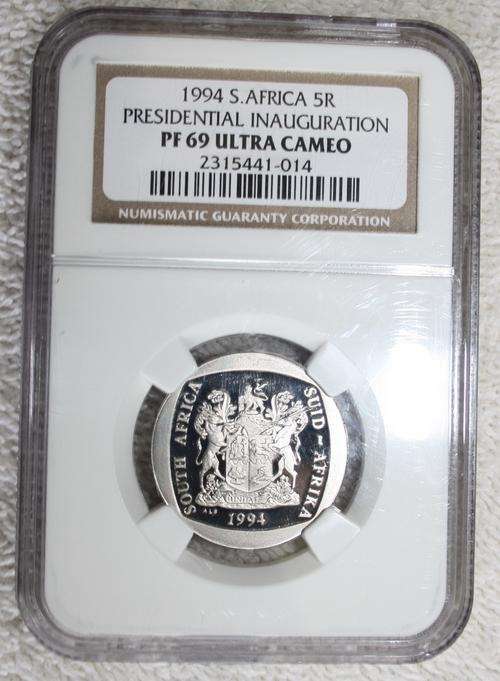 1994 S.AFRICA 5R
PRESIDENTIAL INAUGURATION
PF 69 ULTRA CAMEO
2315441-014
NUMISMATIC GUARANTY CORPORATION
SOUTH AFRICA
SUID-AFRIKA
ALS
1994